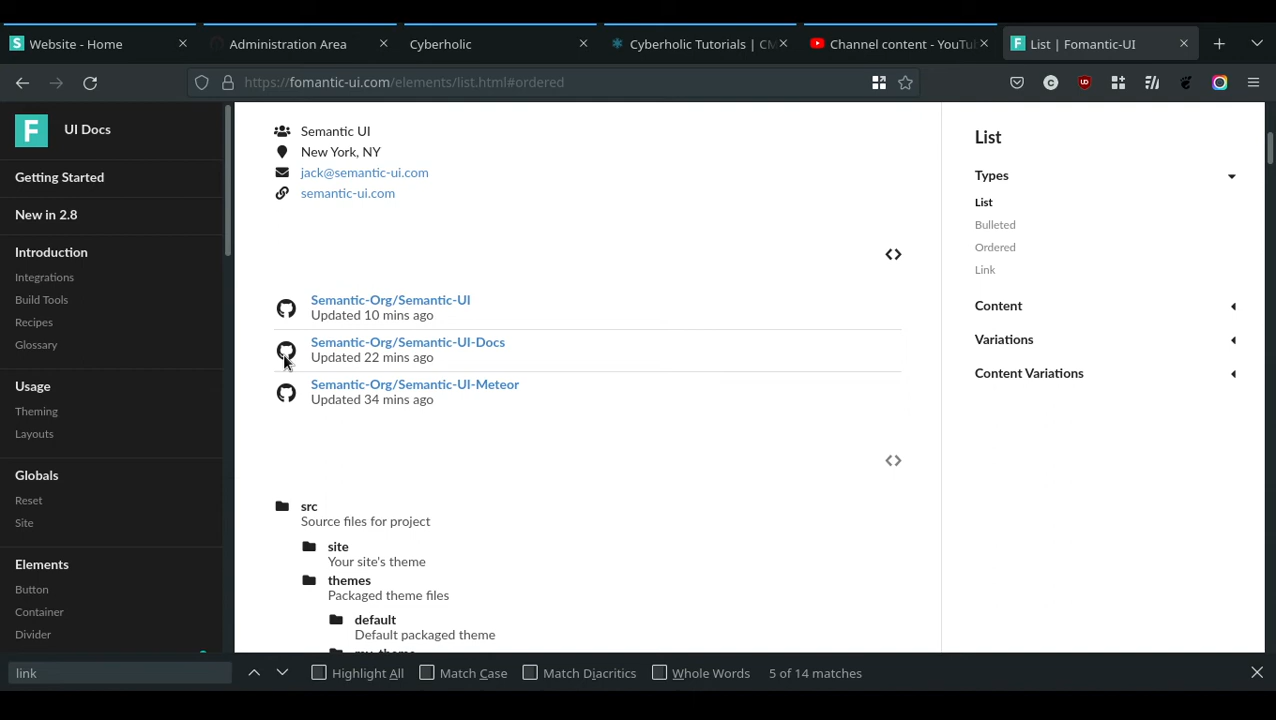 Website - Home
Administration Area
Cyberholic
Cyberholic Tutorials | CM
Channel content - YouTu
List | Fomantic-UI
https://fomantic-ui.com/elements/list.html#ordered
F UI Docs
Getting Started
New in 2.8
Introduction
Integrations
Build Tools
Recipes
Glossary
Usage
Theming
Layouts
Globals
Reset
Site
Elements
Button
Container
Divider
Semantic UI
New York, NY
jack@semantic-ui.com
semantic-ui.com
Semantic-Org/Semantic-UI
Updated 10 mins ago
Semantic-Org/Semantic-UI-Docs
Updated 22 mins ago
Semantic-Org/Semantic-UI-Meteor
Updated 34 mins ago
src
Source files for project
site
Your site's theme
themes
Packaged theme files
default
Default packaged theme
List
Types
List
Bulleted
Ordered
Link
Content
Variations
Content Variations
link
Highlight All
Match Case
Match Diacritics
Whole Words
5 of 14 matches